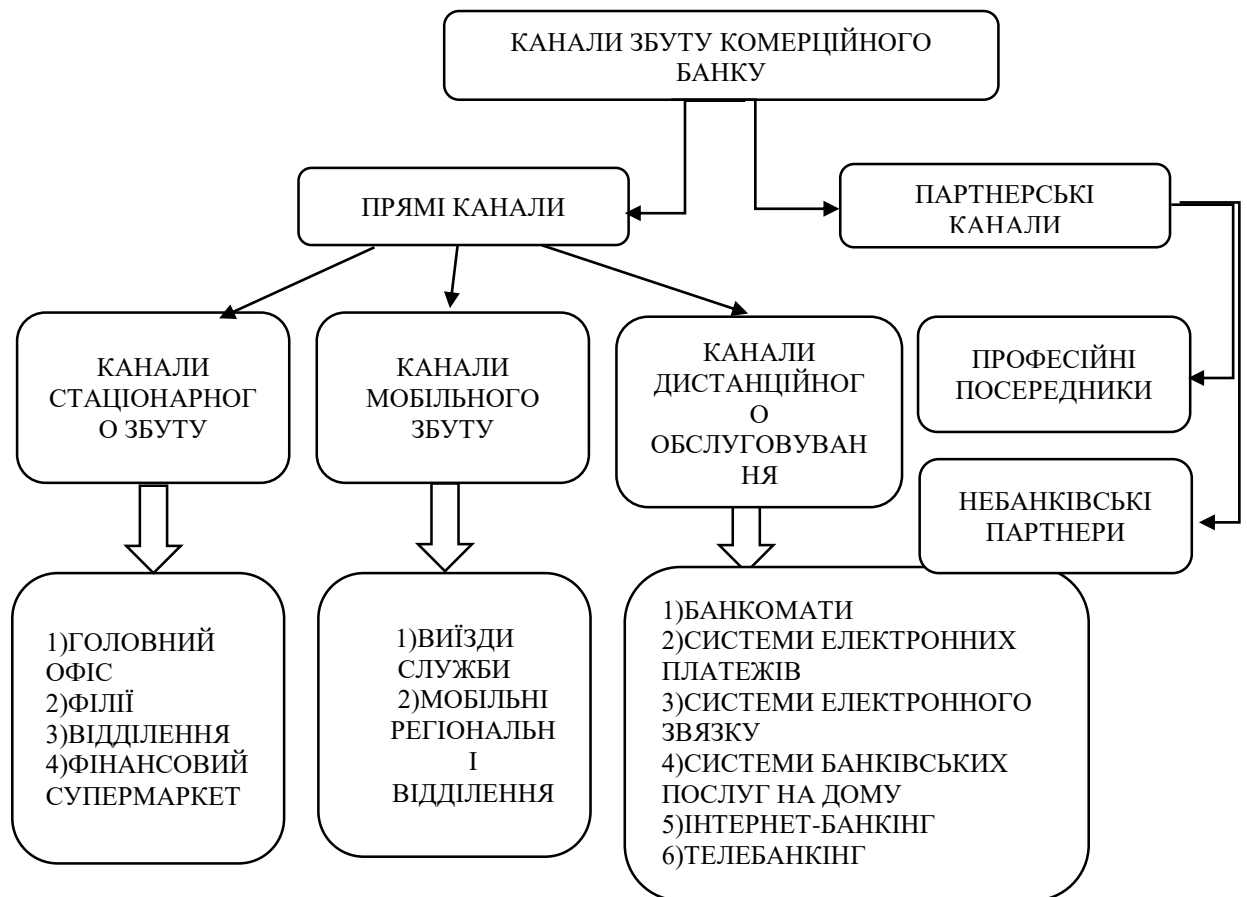 КАНАЛИ ЗБУТУ КОМЕРЦІЙНОГО
БАНКУ
ПРЯМІ КАНАЛИ
ПАРТНЕРСЬКІ
КАНАЛИ
КАНАЛИ
СТАЦІОНАРНОГ
О ЗБУТУ
КАНАЛИ
МОБІЛЬНОГО
ЗБУТУ
КАНАЛИ
ДИСТАНЦІЙНОГ
О
ОБСЛУГОВУВАН
НЯ
ПРОФЕСІЙНІ
ПОСЕРЕДНИКИ
НЕБАНКІВСЬКІ
ПАРТНЕРИ
1)ГОЛОВНИЙ
ОФІС
2)ФІЛІЇ
3)ВІДДІЛЕННЯ
4)ФІНАНСОВИЙ
СУПЕРМАРКЕТ
1)ВИЇЗДИ
СЛУЖБИ
2)МОБІЛЬНІ
РЕГІОНАЛЬН
І
ВІДДІЛЕННЯ
1)БАНКОМАТИ
2)СИСТЕМИ ЕЛЕКТРОННИХ
ПЛАТЕЖІВ
3)СИСТЕМИ ЕЛЕКТРОННОГО
ЗВЯЗКУ
4)СИСТЕМИ БАНКІВСЬКИХ
ПОСЛУГ НА ДОМУ
5)ІНТЕРНЕТ-БАНКІНГ
6)ТЕЛЕБАНКІНГ